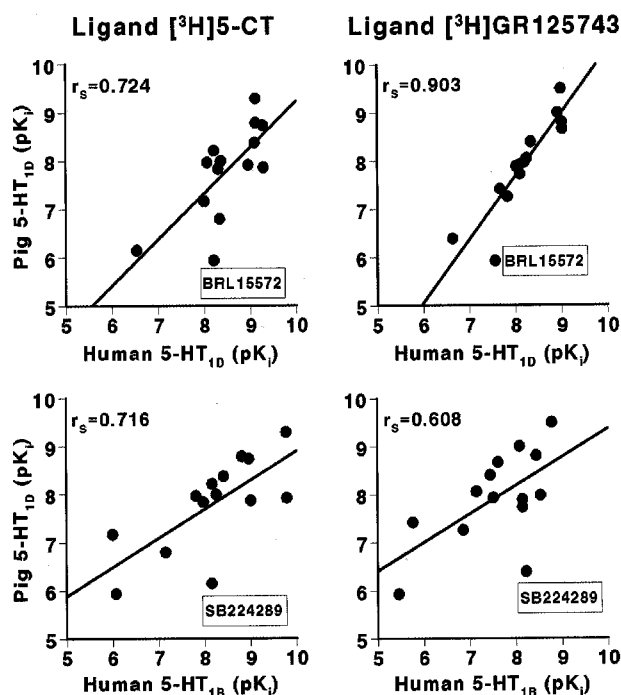 Ligand [³H]5-CT
Ligand [³H]GR125743
Pig 5-HT1D (pKi)
10
9
8
7
6
5
rS=0.724
BRL15572
5 6 7 8 9 10
Human 5-HT1D (pKi)
10
9
8
7
6
5
rS=0.903
BRL15572
5 6 7 8 9 10
Human 5-HT1D (pKi)
Pig 5-HT1D (pKi)
10
9
8
7
6
5
rS=0.716
SB224289
5 6 7 8 9 10
Human 5-HT1B (pKi)
10
9
8
7
6
5
rS=0.608
SB224289
5 6 7 8 9 10
Human 5-HT1B (pKi)